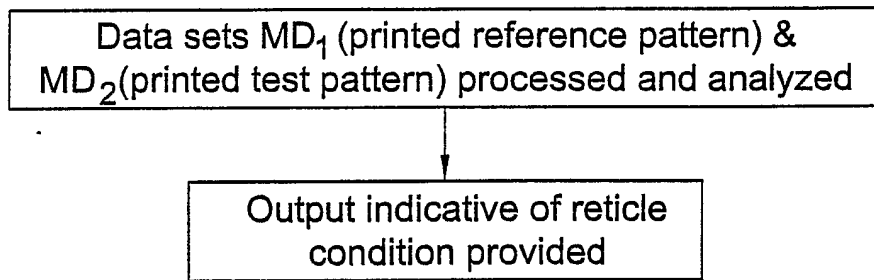 Data sets MD₁ (printed reference pattern) &
MD₂(printed test pattern) processed and analyzed
Output indicative of reticle
condition provided